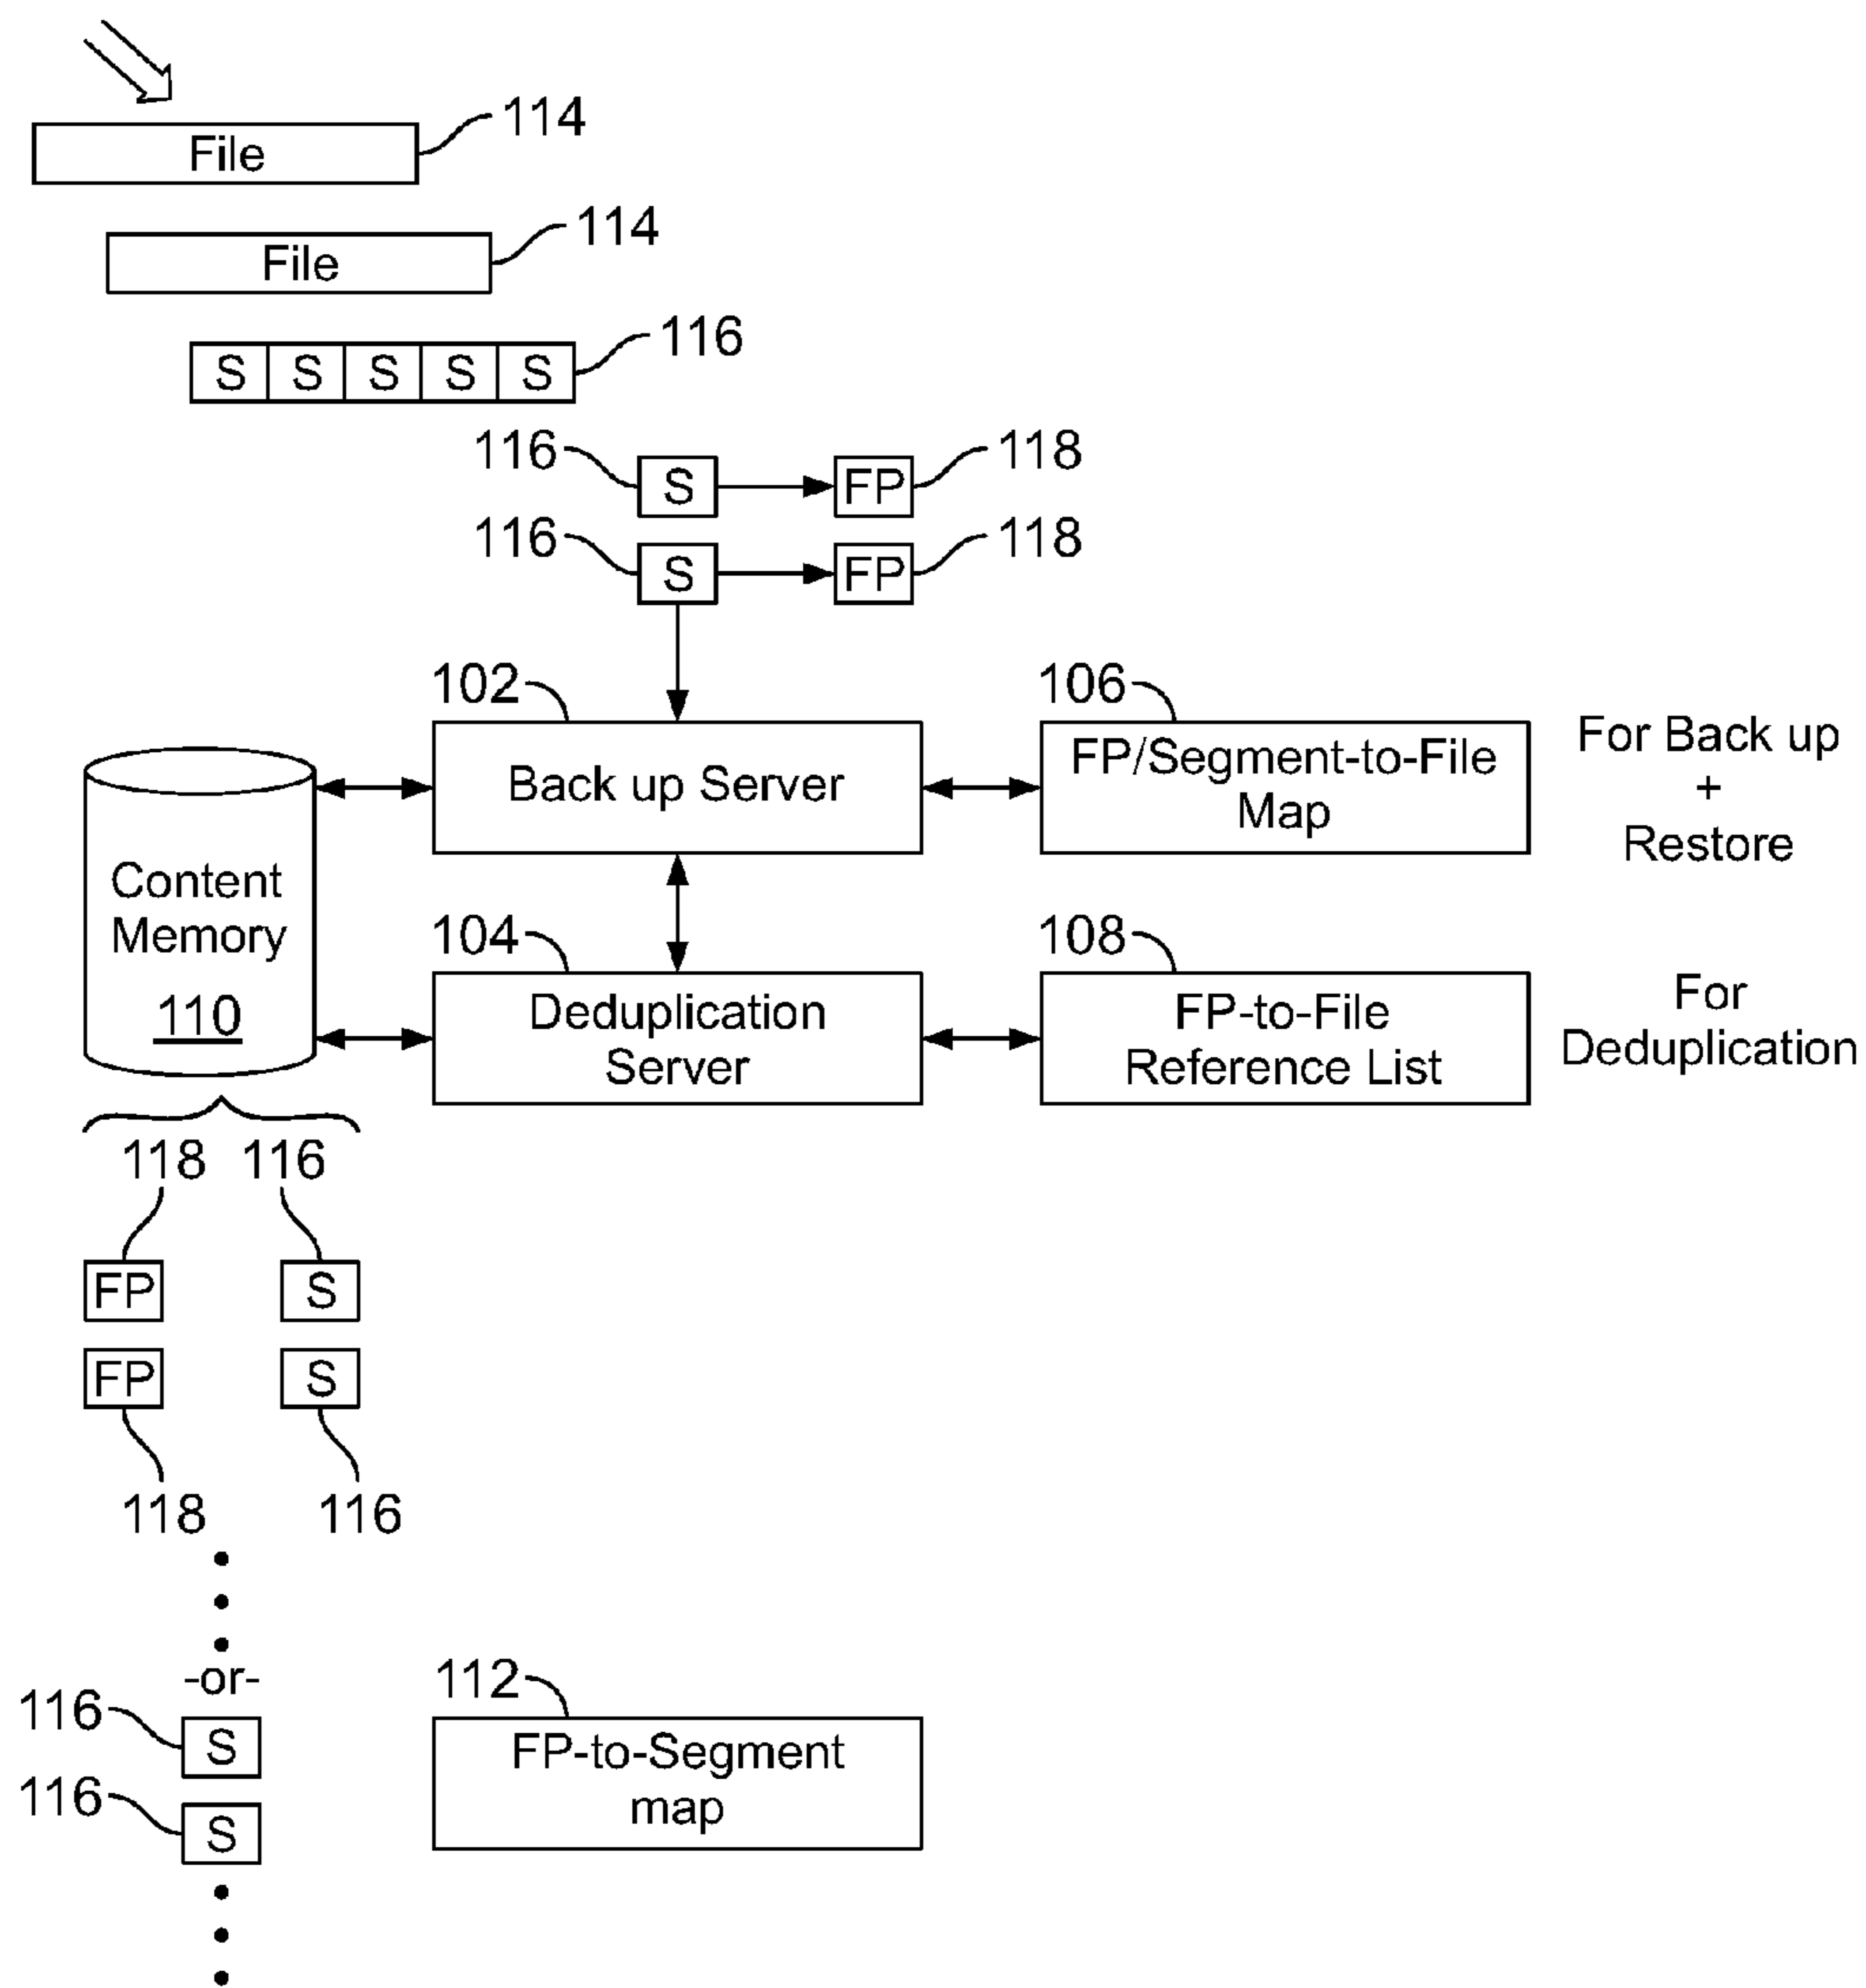 114
File
114
File
116
S S S S S
116 S FP 118
116 S FP 118
102
106
Back up Server
FP/Segment-to-File
Map
For Back up
+
Restore
Content
Memory
110
104
108
Deduplication
Server
FP-to-File
Reference List
For
Deduplication
118 116
FP S
FP S
118 116
-or-
116
S
116
S
112
FP-to-Segment
map